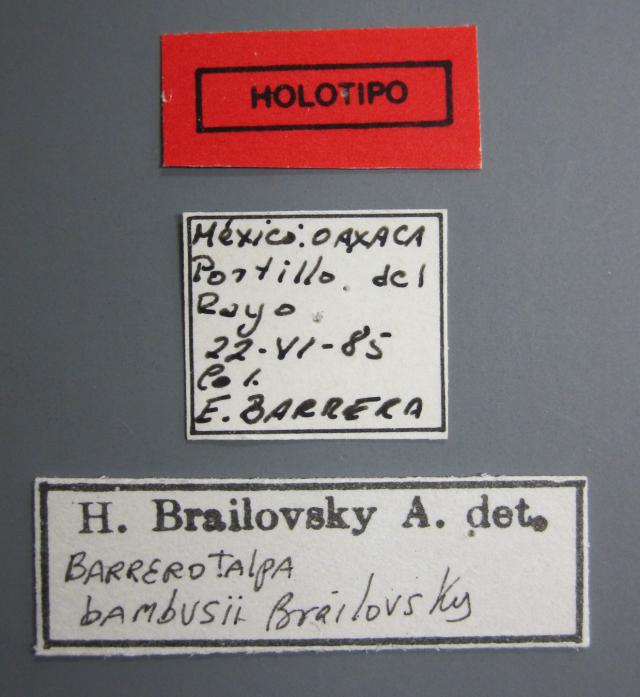 HOLOTIPO
México: OAXACA
Portillo del
Rayo
22-VI-85
Col.
E. BARRERA
H. Brailovsky A. det.
BARREROTALPA
bAMBUSII Brailovsky